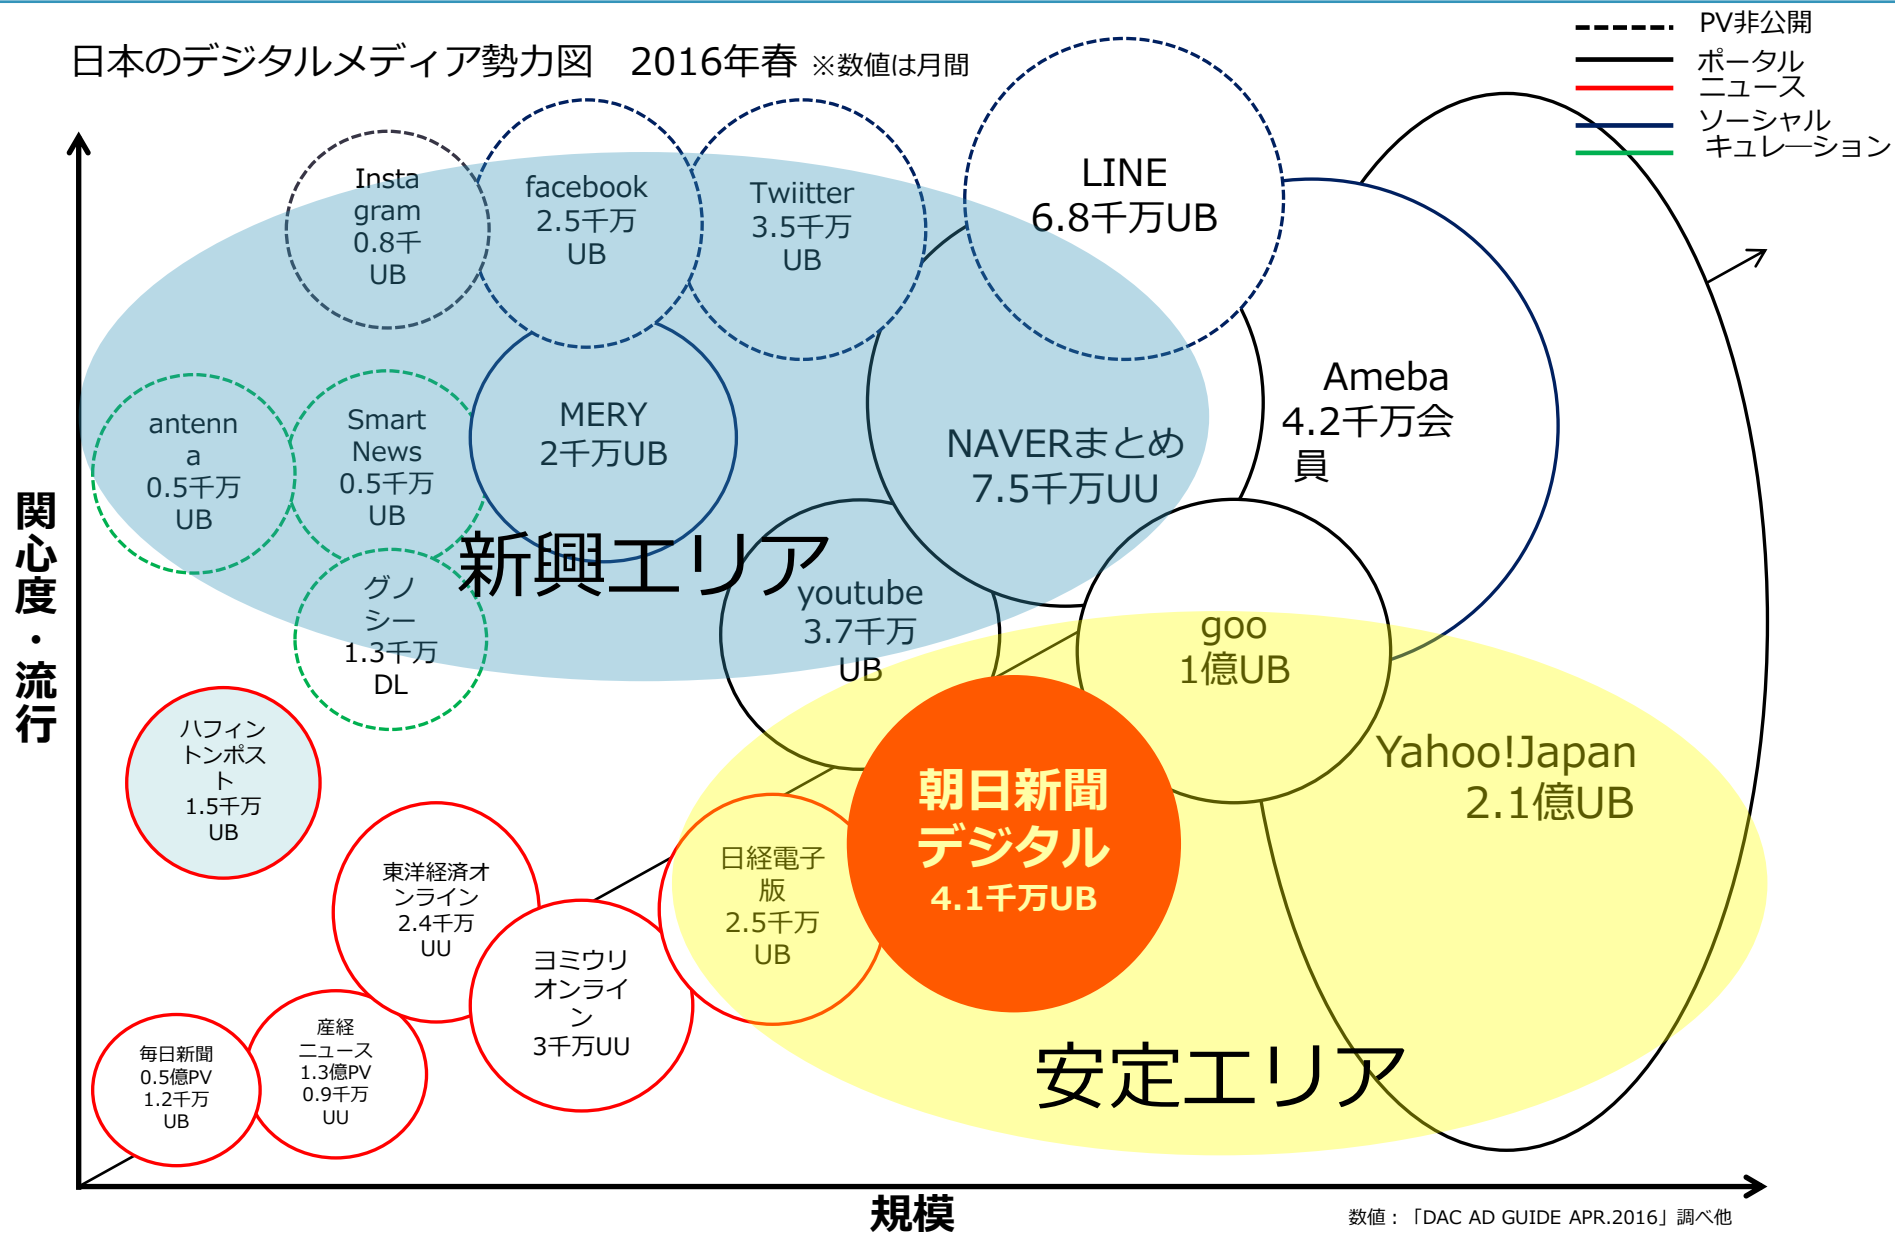 日本のデジタルメディア勢力図　2016年春 ※数値は月間
PV非公開
ポータル
ニュース
ソーシャル
キュレーション
Insta
gram
0.8千
UB
facebook
2.5千万
UB
Twiitter
3.5千万
UB
LINE
6.8千万UB
Ameba
4.2千万会
員
antenn
a
0.5千万
UB
Smart
News
0.5千万
UB
MERY
2千万UB
NAVERまとめ
7.5千万UU
新興エリア
グノ
シー
1.3千万
DL
youtube
3.7千万
UB
goo
1億UB
関心度・流行
ハフィン
トンポス
ト
1.5千万
UB
Yahoo!Japan
2.1億UB
朝日新聞
デジタル
4.1千万UB
東洋経済オ
ンライン
2.4千万
UU
日経電子
版
2.5千万
UB
ヨミウリ
オンライ
ン
3千万UU
安定エリア
毎日新聞
0.5億PV
1.2千万
UB
産経
ニュース
1.3億PV
0.9千万
UU
規模
数値：「DAC AD GUIDE APR.2016」調べ他